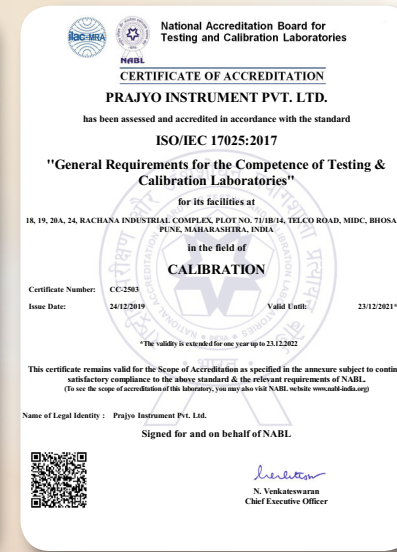 ilac-MRA
NABL
National Accreditation Board for
Testing and Calibration Laboratories
CERTIFICATE OF ACCREDITATION
PRAJYO INSTRUMENT PVT. LTD.
has been assessed and accredited in accordance with the standard
ISO/IEC 17025:2017
"General Requirements for the Competence of Testing &
Calibration Laboratories"
for its facilities at
18, 19, 20A, 24, RACHANA INDUSTRIAL COMPLEX, PLOT NO. 71/1B/14, TELCO ROAD, MIDC, BHOSA
PUNE, MAHARASHTRA, INDIA
in the field of
CALIBRATION
Certificate Number: CC-2503
Issue Date: 24/12/2019 Valid Until: 23/12/2021*
*The validity is extended for one year up to 23.12.2022
This certificate remains valid for the Scope of Accreditation as specified in the annexure subject to contin
satisfactory compliance to the above standard & the relevant requirements of NABL.
(To see the scope of accreditation of this laboratory, you may also visit NABL website www.nabl-india.org)
Name of Legal Identity : Prajyo Instrument Pvt. Ltd.
Signed for and on behalf of NABL
N. Venkateswaran
Chief Executive Officer